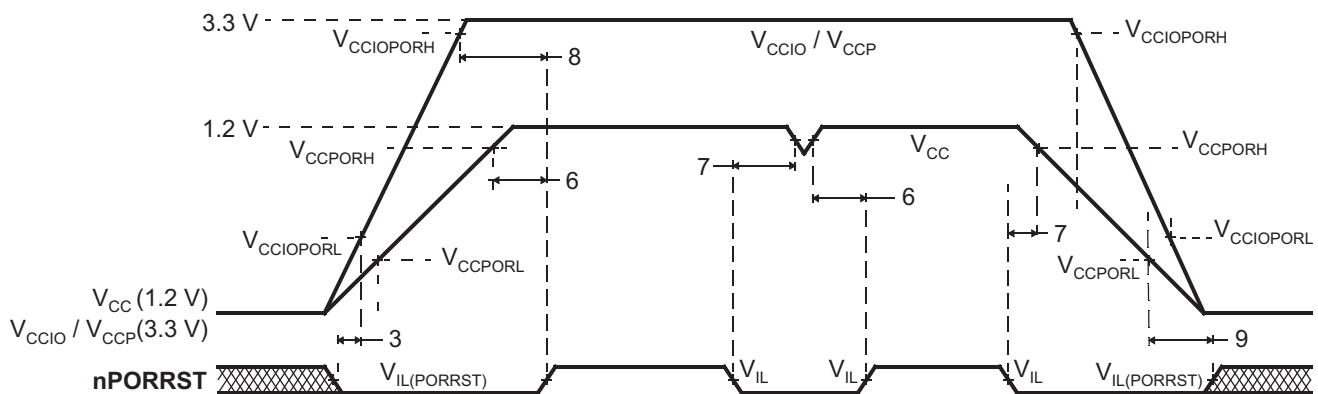 3.3 V
VCCIOPORH
8
VCCIO / VCCP
VCCIOPORH
1.2 V
VCCPORH
6
7
VCC
6
VCCPORH
7
VCCIOPORL
VCCPORL
VCCPORL
VCCIOPORL
VCC (1.2 V)
VCCIO / VCCP(3.3 V)
3
9
nPORRST
VIL(PORRST)
VIL
VIL
VIL
VIL(PORRST)